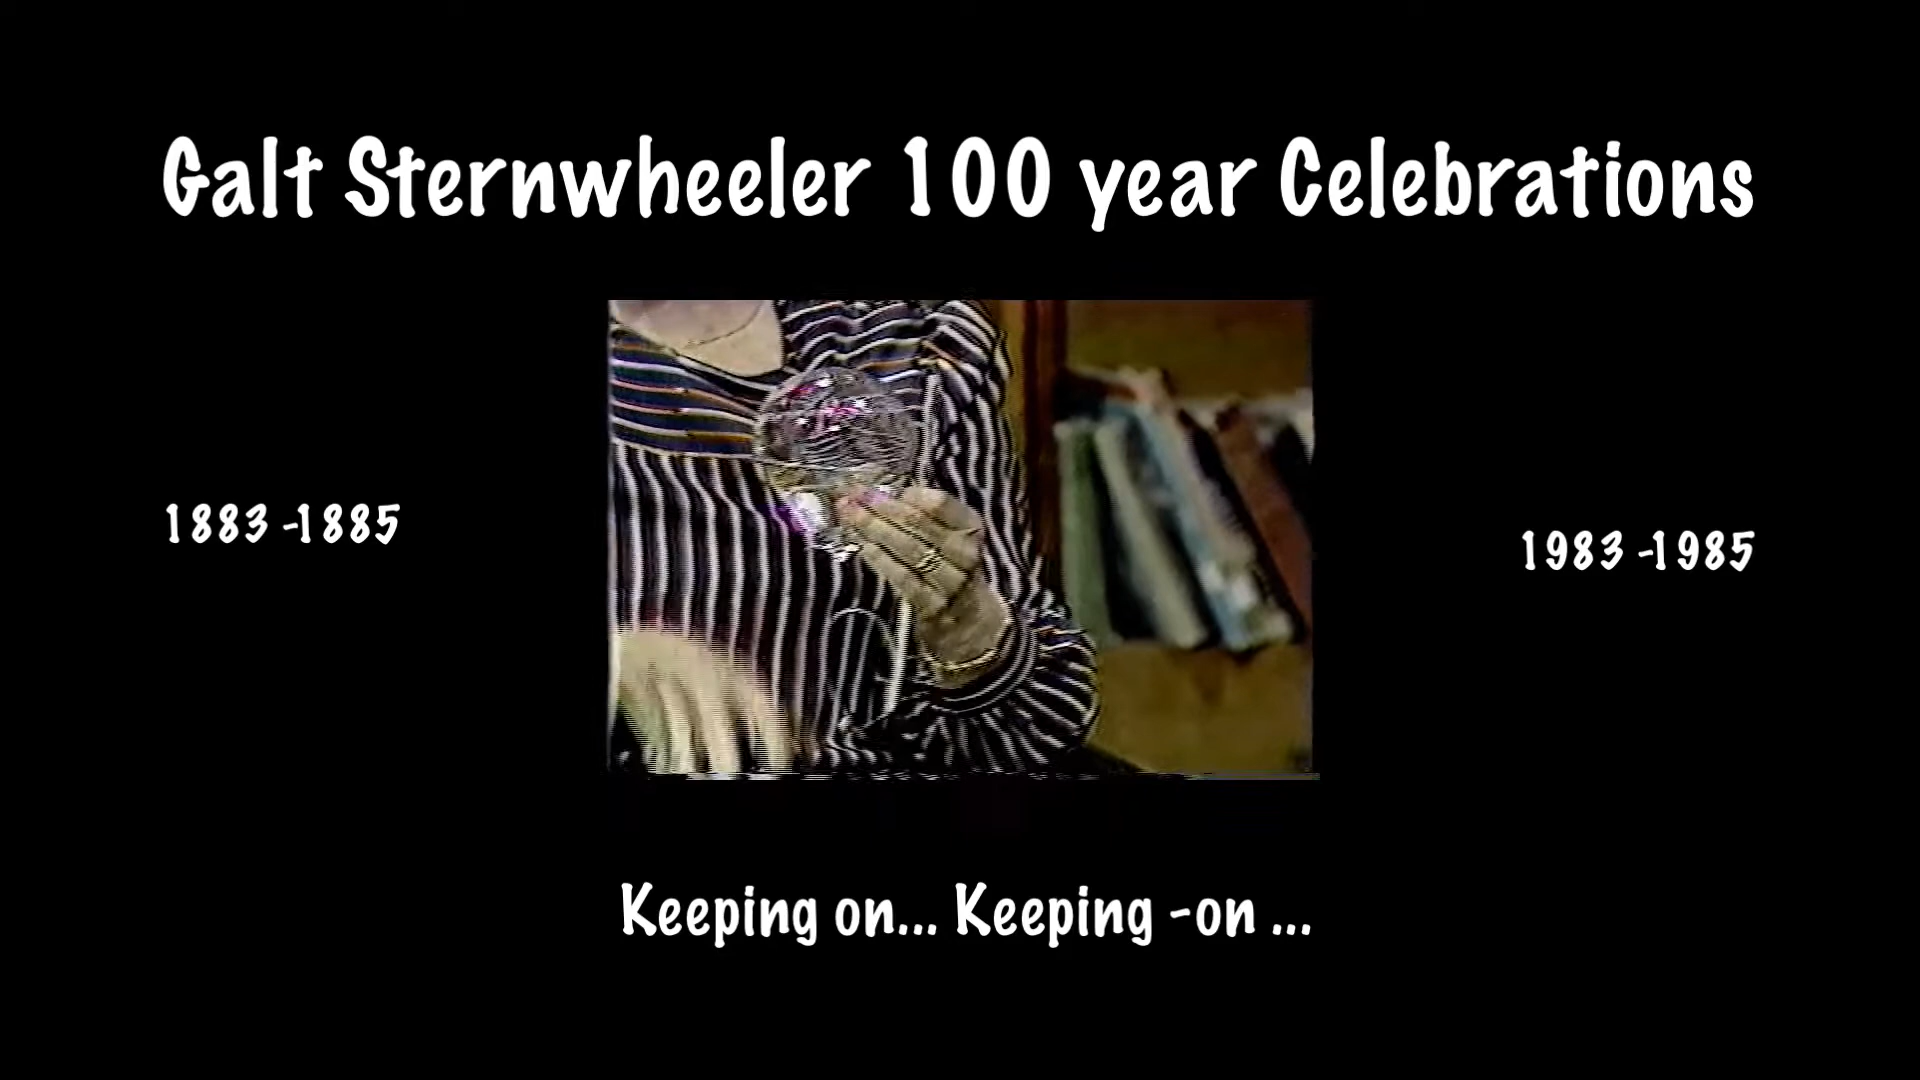 Galt Sternwheeler 100 year Celebrations
1883 -1885
1983 -1985
Keeping on... Keeping -on ...